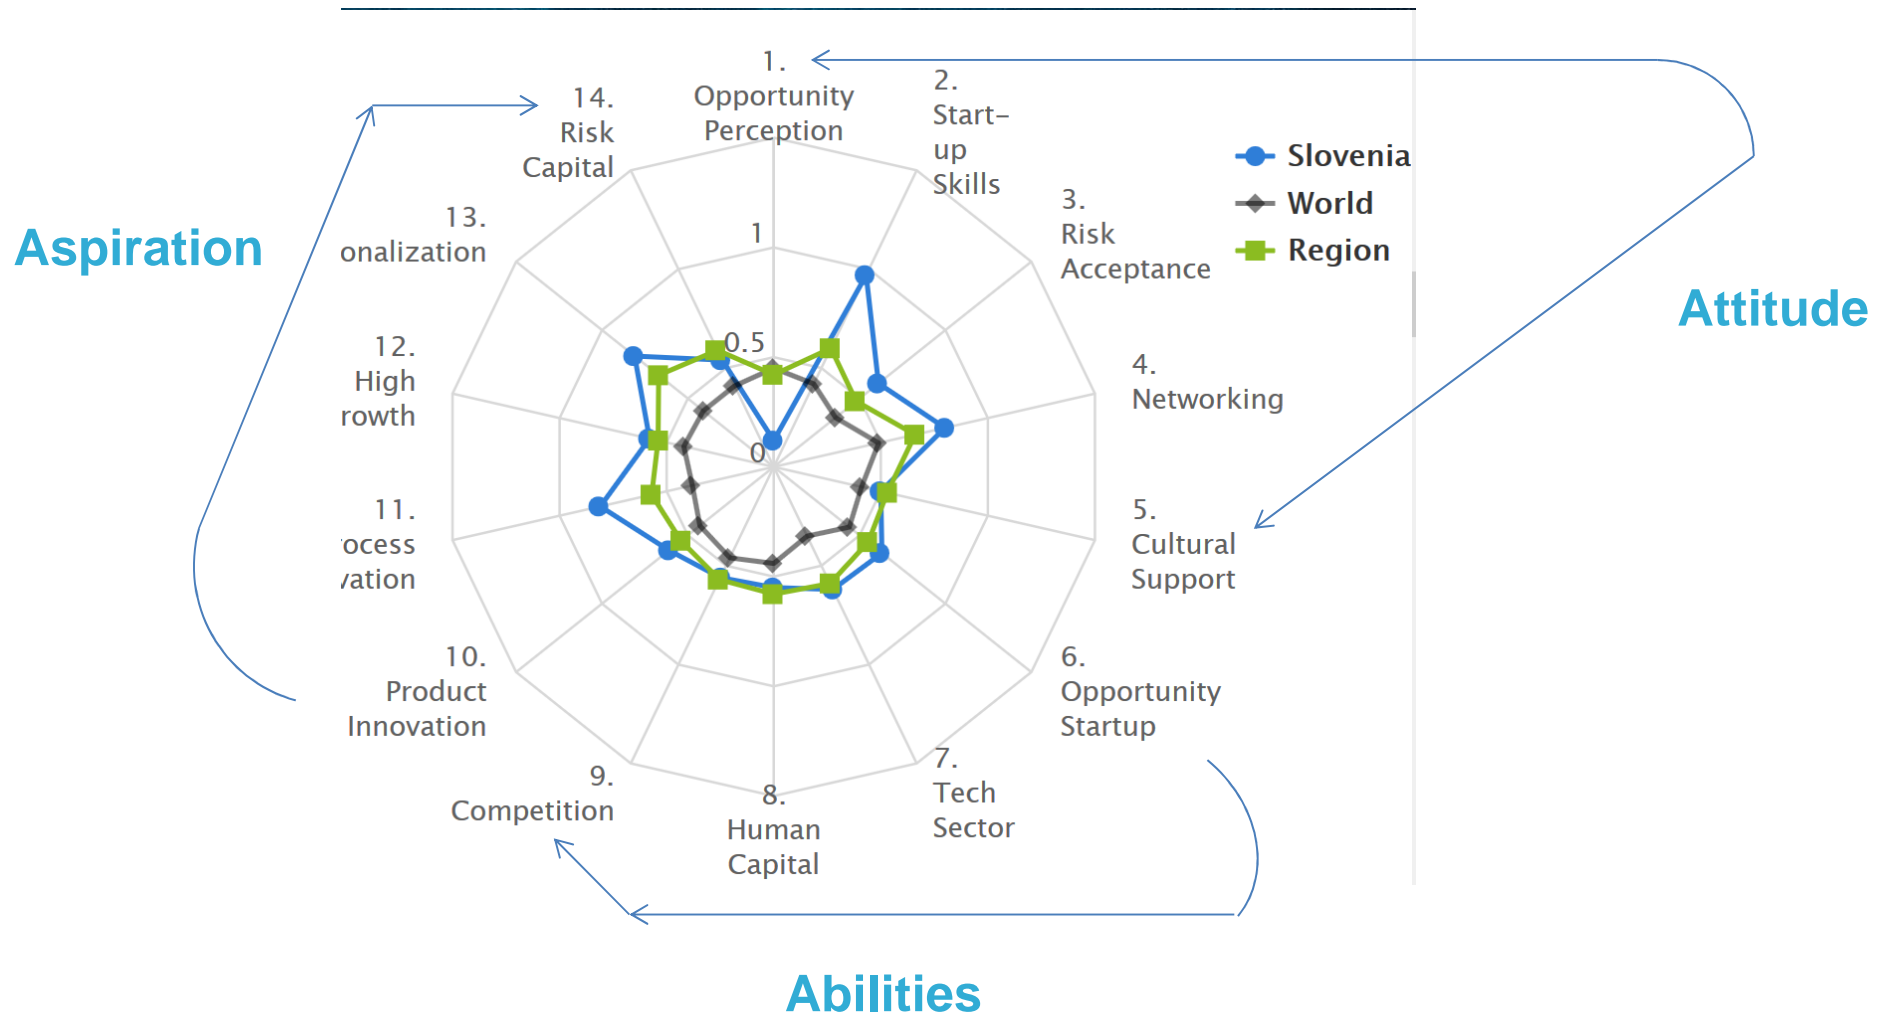 1.
Opportunity
Perception
2.
Start-
up
Skills
3.
Risk
Acceptance
4.
Networking
5.
Cultural
Support
6.
Opportunity
Startup
7.
Tech
Sector
8.
Human
Capital
9.
Competition
10.
Product
Innovation
11.
ocess
vation
12.
High
rowth
13.
onalization
14.
Risk
Capital
1
0.5
0
Slovenia
World
Region
Aspiration
Attitude
Abilities